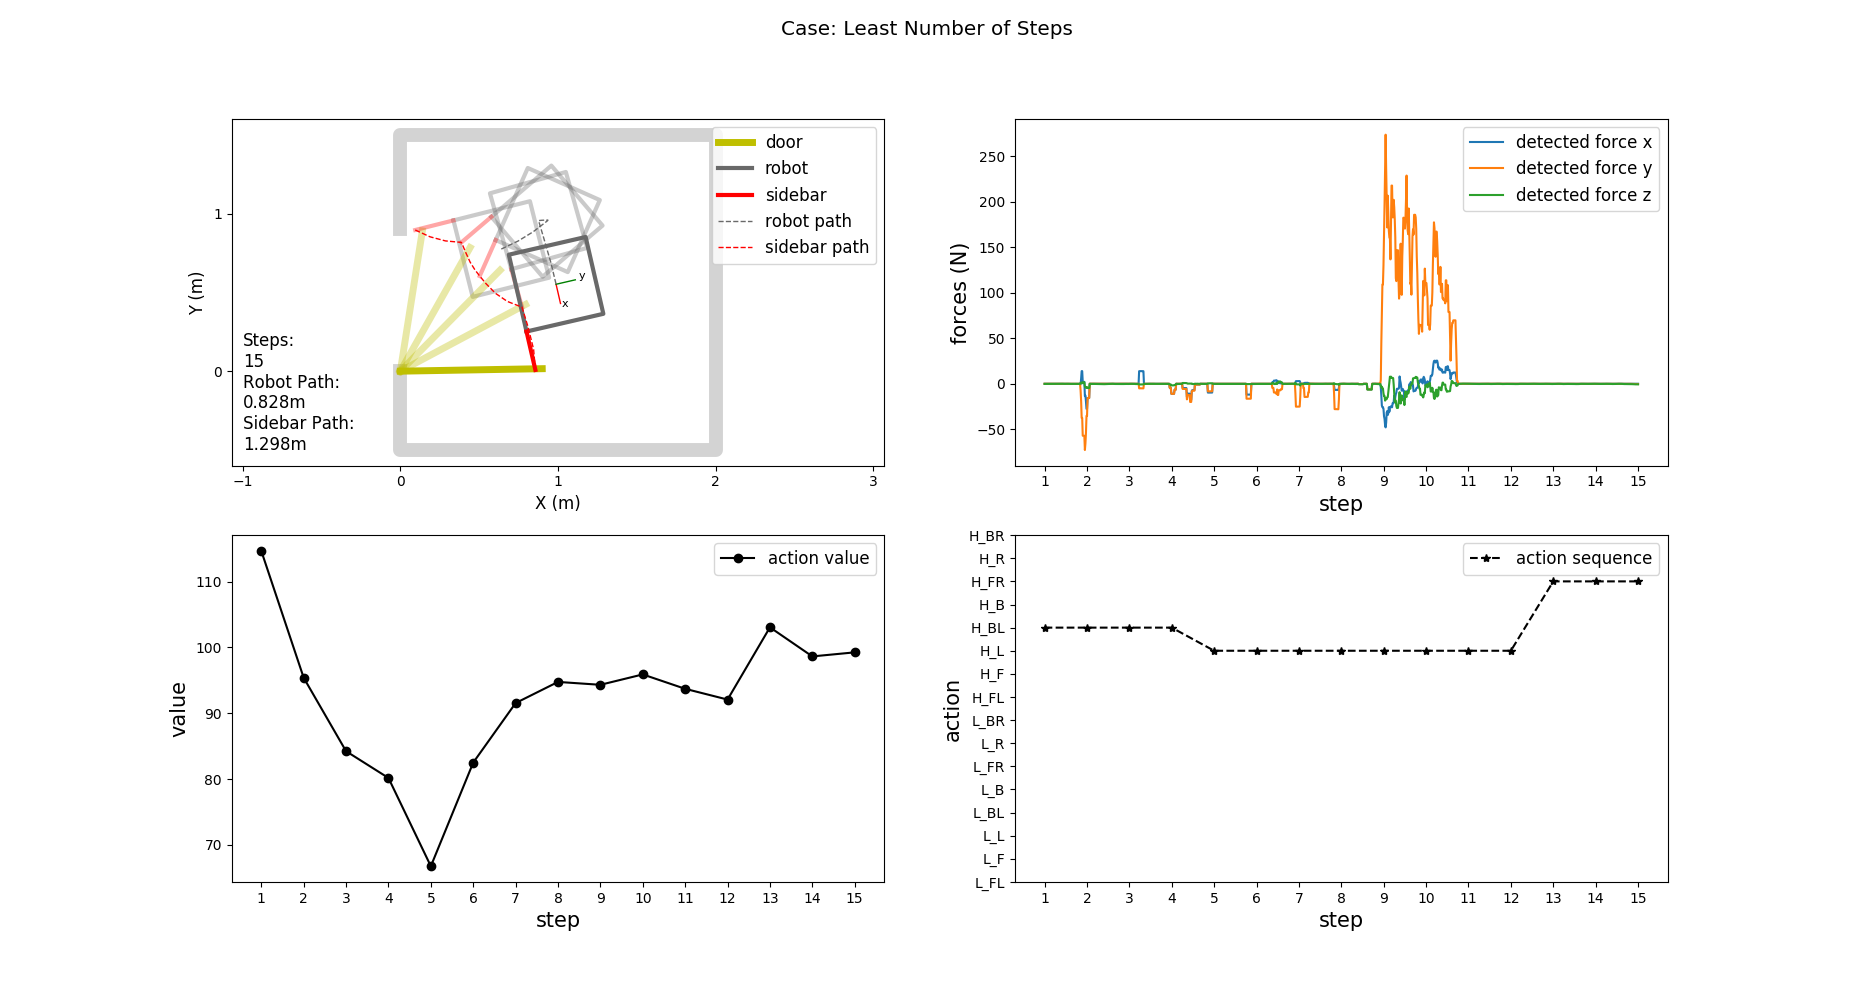 Case: Least Number of Steps
door
robot
sidebar
robot path
sidebar path
1
0
Y (m)
y
x
Steps:
15
Robot Path:
0.828m
Sidebar Path:
1.298m
−1 0 1 2 3
X (m)
detected force x
detected force y
detected force z
250
200
150
100
50
0
−50
forces (N)
1 2 3 4 5 6 7 8 9 10 11 12 13 14 15
step
action value
110
100
90
80
70
value
1 2 3 4 5 6 7 8 9 10 11 12 13 14 15
step
action sequence
H_BR
H_R
H_FR
H_B
H_BL
H_L
H_F
H_FL
L_BR
L_R
L_FR
L_B
L_BL
L_L
L_F
L_FL
action
1 2 3 4 5 6 7 8 9 10 11 12 13 14 15
step